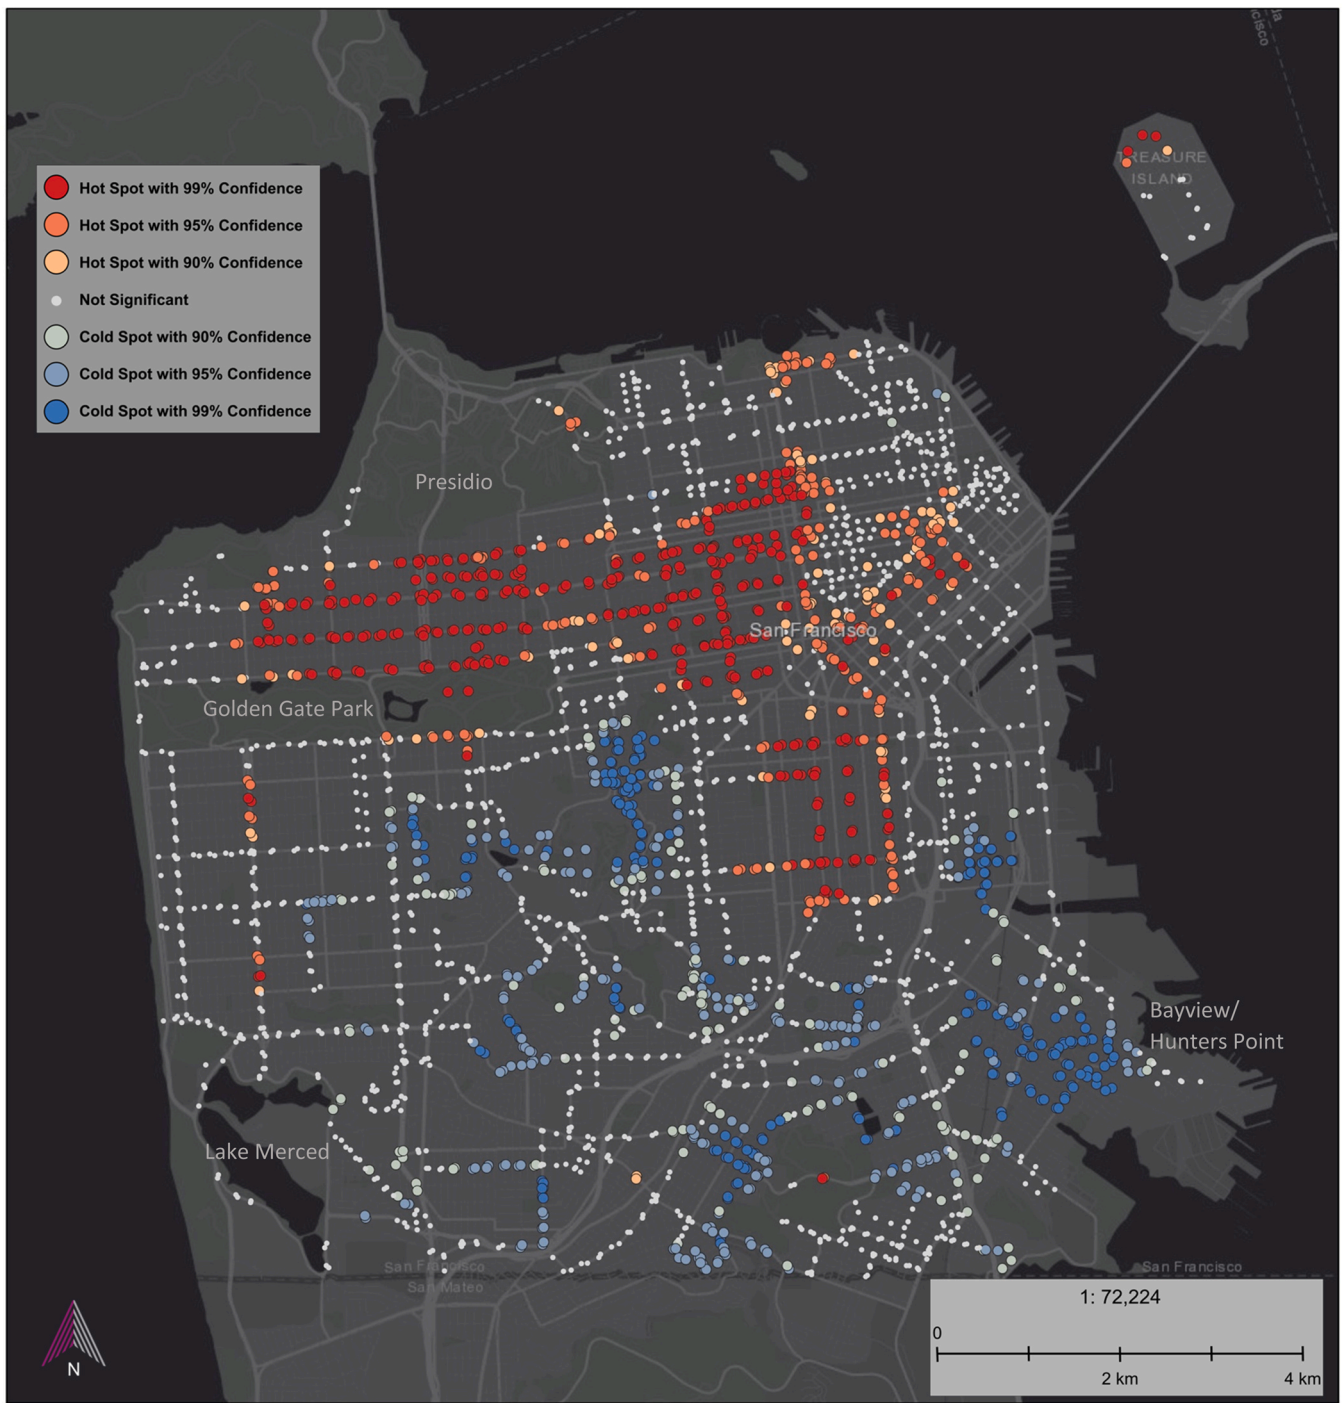 TREASURE
ISLAND
Hot Spot with 99% Confidence
Hot Spot with 95% Confidence
Hot Spot with 90% Confidence
Not Significant
Cold Spot with 90% Confidence
Cold Spot with 95% Confidence
Cold Spot with 99% Confidence
Presidio
San Francisco
Golden Gate Park
Bayview/
Hunters Point
Lake Merced
San Francisco
San Mateo
San Francisco
1: 72,224
0
2 km
4 km
N